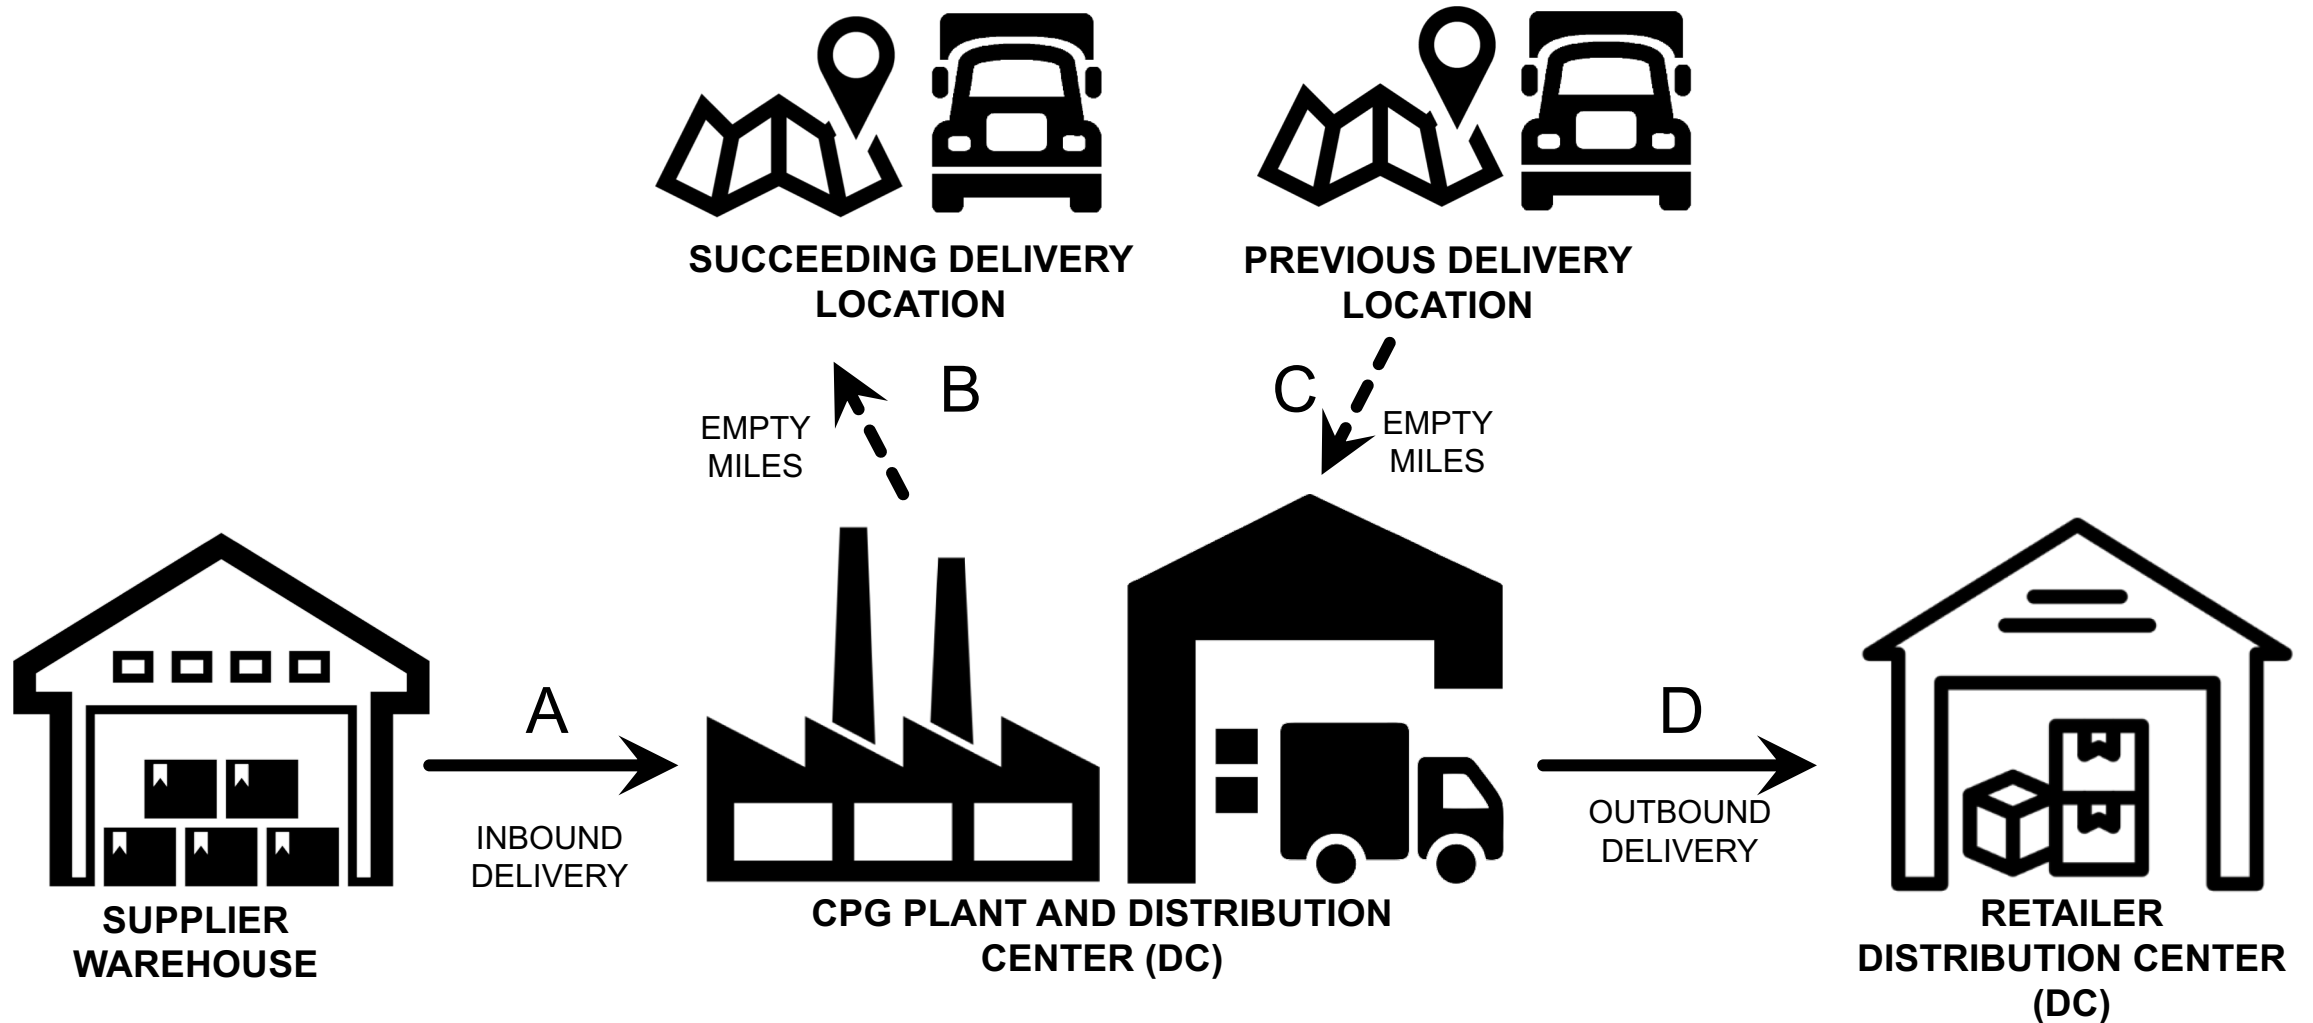 SUCCEEDING DELIVERY
LOCATION
PREVIOUS DELIVERY
LOCATION
B
C
EMPTY
MILES
EMPTY
MILES
A
D
INBOUND
DELIVERY
OUTBOUND
DELIVERY
SUPPLIER
WAREHOUSE
CPG PLANT AND DISTRIBUTION
CENTER (DC)
RETAILER
DISTRIBUTION CENTER
(DC)